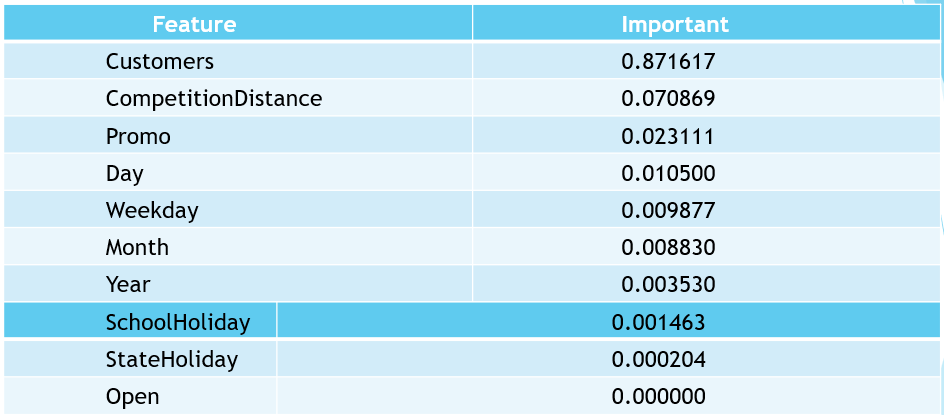 Feature Important
Customers 0.871617
CompetitionDistance 0.070869
Promo 0.023111
Day 0.010500
Weekday 0.009877
Month 0.008830
Year 0.003530
SchoolHoliday 0.001463
StateHoliday 0.000204
Open 0.000000